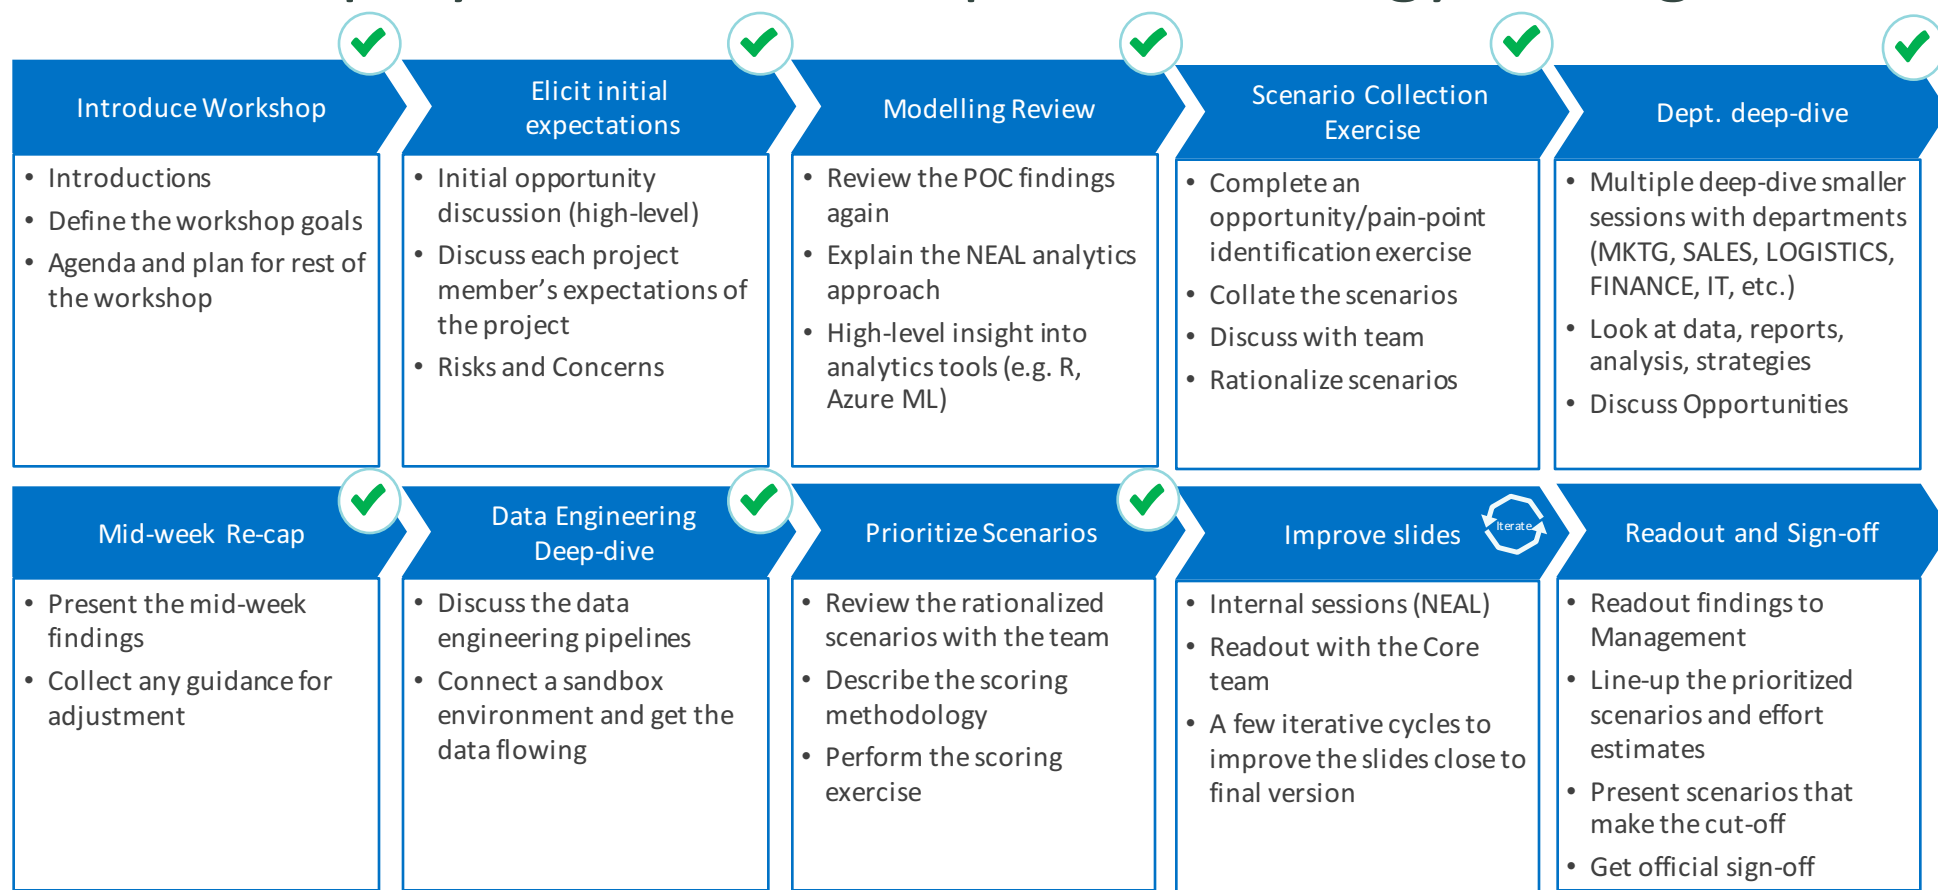 Introduce Workshop
• Introductions
• Define the workshop goals
• Agenda and plan for rest of
the workshop
Elicit initial
expectations
• Initial opportunity
discussion (high-level)
• Discuss each project
member's expectations of
the project
• Risks and Concerns
Modelling Review
• Review the POC findings
again
• Explain the NEAL analytics
approach
• High-level insight into
analytics tools (e.g. R,
Azure ML)
Scenario Collection
Exercise
• Complete an
opportunity/pain-point
identification exercise
• Collate the scenarios
• Discuss with team
• Rationalize scenarios
Dept. deep-dive
• Multiple deep-dive smaller
sessions with departments
(MKTG, SALES, LOGISTICS,
FINANCE, IT, etc.)
• Look at data, reports,
analysis, strategies
• Discuss Opportunities
Mid-week Re-cap
• Present the mid-week
findings
• Collect any guidance for
adjustment
Data Engineering
Deep-dive
• Discuss the data
engineering pipelines
• Connect a sandbox
environment and get the
data flowing
Prioritize Scenarios
• Review the rationalized
scenarios with the team
• Describe the scoring
methodology
• Perform the scoring
exercise
Improve slides
Iterate
• Internal sessions (NEAL)
• Readout with the Core
team
• A few iterative cycles to
improve the slides close to
final version
Readout and Sign-off
• Readout findings to
Management
• Line-up the prioritized
scenarios and effort
estimates
• Present scenarios that
make the cut-off
• Get official sign-off